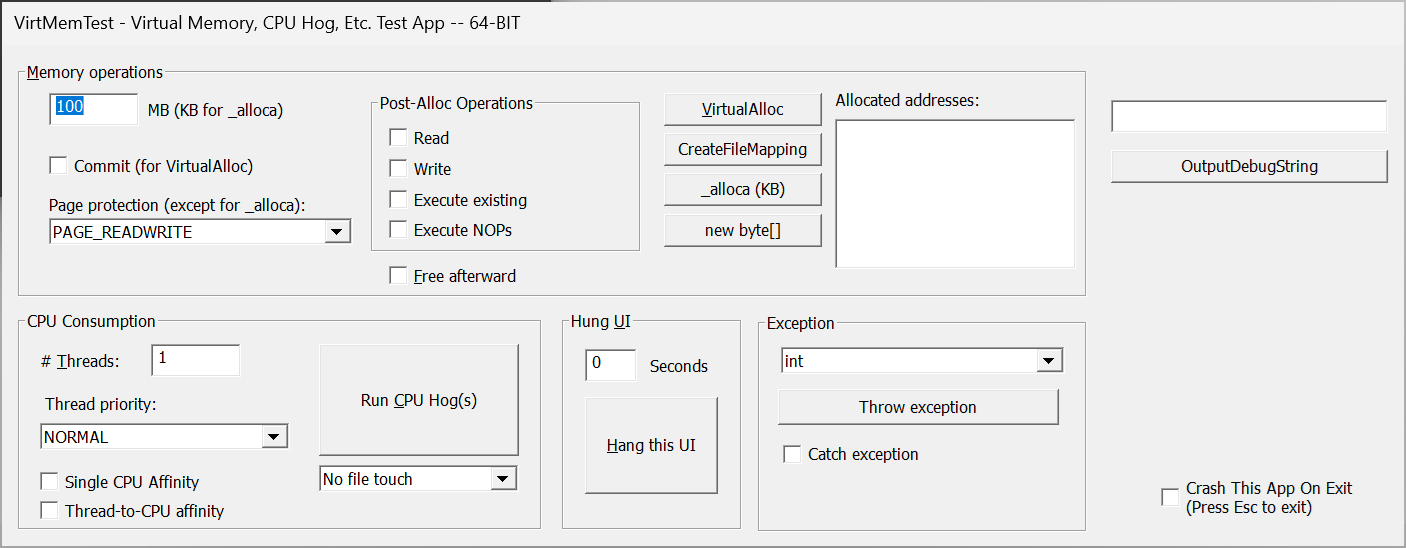 VirtMemTest - Virtual Memory, CPU Hog, Etc. Test App -- 64-BIT
Memory operations
100
MB (KB for _alloca)
Commit (for VirtualAlloc)
Page protection (except for _alloca):
PAGE_READWRITE
Post-Alloc Operations
Read
Write
Execute existing
Execute NOPs
Free afterward
VirtualAlloc
CreateFileMapping
_alloca (KB)
new byte[]
Allocated addresses:
OutputDebugString
CPU Consumption
# Threads:
1
Thread priority:
NORMAL
Single CPU Affinity
Thread-to-CPU affinity
Run CPU Hog(s)
No file touch
Hung UI
0
Seconds
Hang this UI
Exception
int
Throw exception
Catch exception
Crash This App On Exit
(Press Esc to exit)